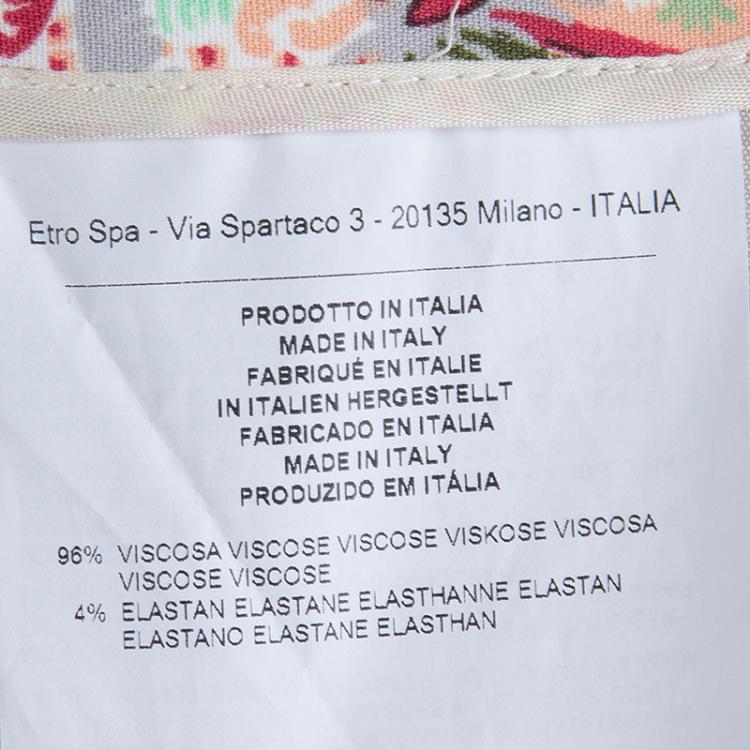 Etro Spa - Via Spartaco 3 - 20135 Milano - ITALIA
PRODOTTO IN ITALIA
MADE IN ITALY
FABRIQUÉ EN ITALIE
IN ITALIEN HERGESTELLT
FABRICADO EN ITALIA
MADE IN ITALY
PRODUZIDO EM ITÁLIA
96% VISCOSA VISCOSE VISCOSE VISKOSE VISCOSA
VISCOSE VISCOSE
4% ELASTAN ELASTANE ELASTHANNE ELASTAN
ELASTANO ELASTANE ELASTHAN